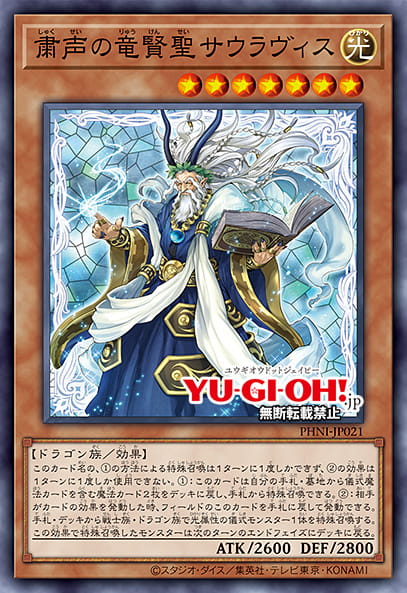 粛声の竜賢聖サウラヴィス
光
ユウギオウドットジェイピー
YU-GI-OH!.jp
無断転載禁止
PHNI-JP021
【ドラゴン族／効果】
このカード名の、①の方法による特殊召喚は1ターンに1度しかできず、②の効果は
1ターンに1度しか使用できない。①：このカードは自分の手札・墓地から儀式魔
法カードを含む魔法カード2枚をデッキに戻し、手札から特殊召喚できる。②：相手
がカードの効果を発動した時、フィールドのこのカードを手札に戻して発動できる。
手札・デッキから戦士族・ドラゴン族で光属性の儀式モンスター1体を特殊召喚する。
この効果で特殊召喚したモンスターは次のターンのエンドフェイズにデッキに戻る
ATK/2600 DEF/2800
©スタジオ・ダイス／集英社・テレビ東京・KONAMI